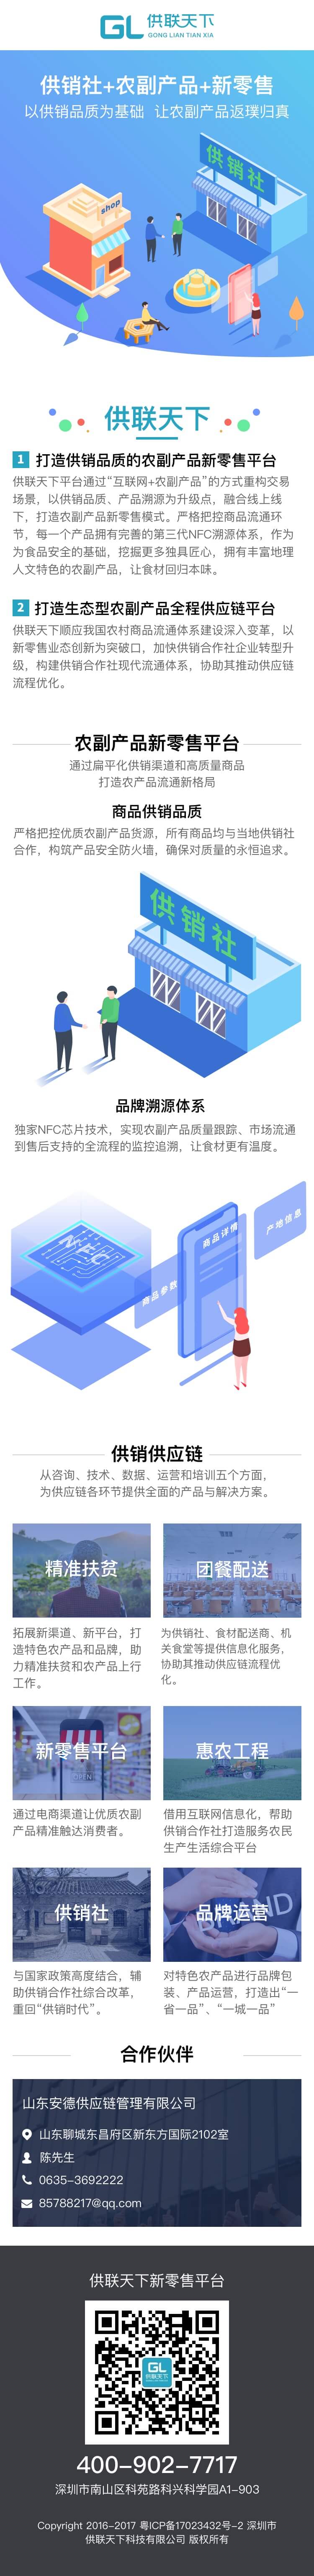 GL 供联天下
GONG LIAN TIAN XIA
供销社+农副产品+新零售
以供销品质为基础 让农副产品返璞归真
供销社
shop
供联天下
1 打造供销品质的农副产品新零售平台
供联天下平台通过“互联网+农副产品”的方式重构交易
场景，以供销品质、产品溯源为升级点，融合线上线
下，打造农副产品新零售模式。严格把控商品流通环
节，每一个产品拥有完善的第三代NFC溯源体系，作为
为食品安全的基础，挖掘更多独具匠心，拥有丰富地理
人文特色的农副产品，让食材回归本味。
2 打造生态型农副产品全程供应链平台
供联天下顺应我国农村商品流通体系建设深入变革，以
新零售业态创新为突破口，加快供销合作社企业转型升
级，构建供销合作社现代流通体系，协助其推动供应链
流程优化。
农副产品新零售平台
通过扁平化供销渠道和高质量商品
打造农产品流通新格局
商品供销品质
严格把控优质农副产品货源，所有商品均与当地供销社
合作，构筑产品安全防火墙，确保对质量的永恒追求。
供销社
品牌溯源体系
独家NFC芯片技术，实现农副产品质量跟踪、市场流通
到售后支持的全流程的监控追溯，让食材更有温度。
NFC
商品参数
商品详情
产地信息
供销供应链
从咨询、技术、数据、运营和培训五个方面，
为供应链各环节提供全面的产品与解决方案。
精准扶贫
拓展新渠道、新平台，打
造特色农产品和品牌，助
力精准扶贫和农产品上行
工作。
团餐配送
为供销社、食材配送商、机
关食堂等提供信息化服务，
协助其推动供应链流程优
化。
新零售平台
OPEN
通过电商渠道让优质农副
产品精准触达消费者。
惠农工程
借用互联网信息化，帮助
供销合作社打造服务农民
生产生活综合平台
供销社
与国家政策高度结合，辅
助供销合作社综合改革，
重回“供销时代”。
品牌运营
BRAND
对特色农产品进行品牌包
装、产品运营，打造出“一
省一品”、“一城一品”
合作伙伴
山东安德供应链管理有限公司
山东聊城东昌府区新东方国际2102室
陈先生
0635-3692222
85788217@qq.com
供联天下新零售平台
GL
供联天下
400-902-7717
深圳市南山区科苑路科兴科学园A1-903
Copyright 2016-2017 粤ICP备17023432号-2 深圳市
供联天下科技有限公司 版权所有